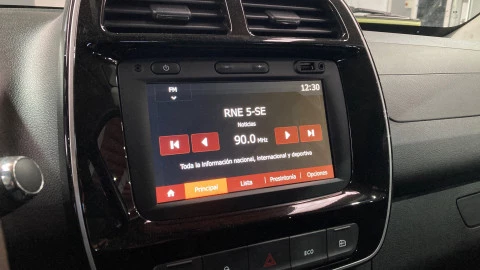 FM
12:30
RNE 5-SE
Noticias
90.0 MHz
Toda la información nacional, internacional y deportiva
Principal Lista Presintonía Opciones
ECO